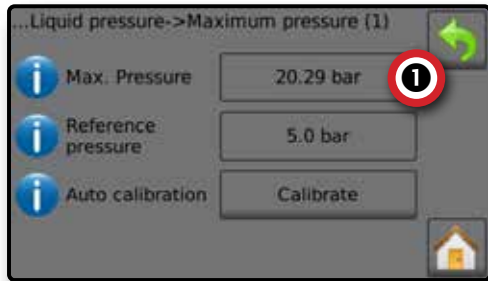 ...Liquid pressure->Maximum pressure (1)
Max. Pressure
20.29 bar
1
Reference
pressure
5.0 bar
Auto calibration
Calibrate